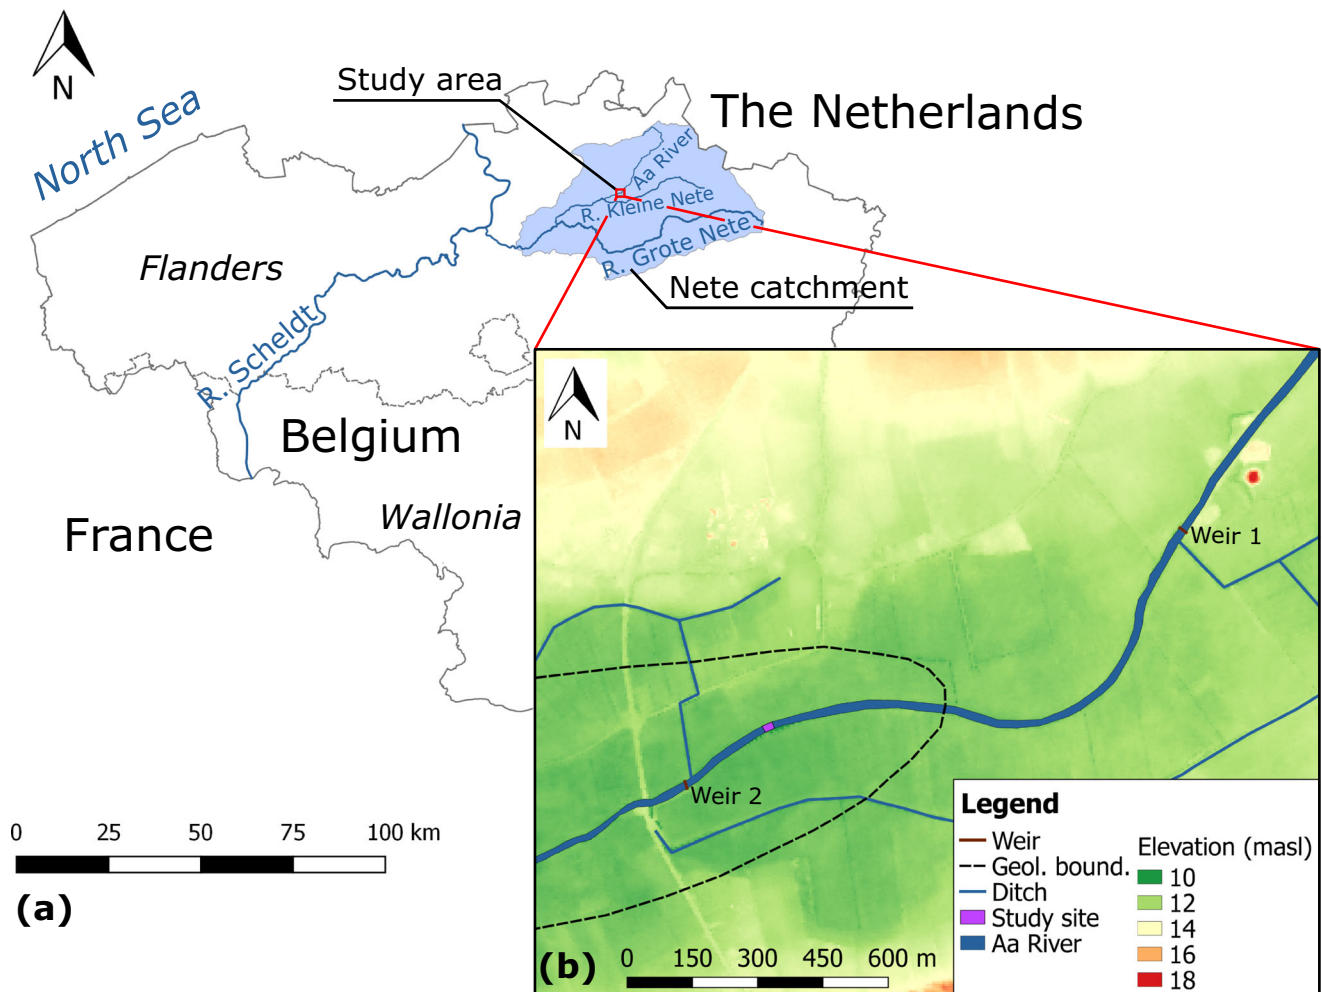 N
North Sea
Study area
The Netherlands
Aa River
R. Kleine Nete
R. Grote Nete
Flanders
Nete catchment
R. Scheldt
Belgium
Wallonia
France
0 25 50 75 100 km
(a)
N
Weir 1
Weir 2
Legend
Weir
Geol. bound.
Ditch
Study site
Aa River
Elevation (masl)
10
12
14
16
18
0 150 300 450 600 m
(b)